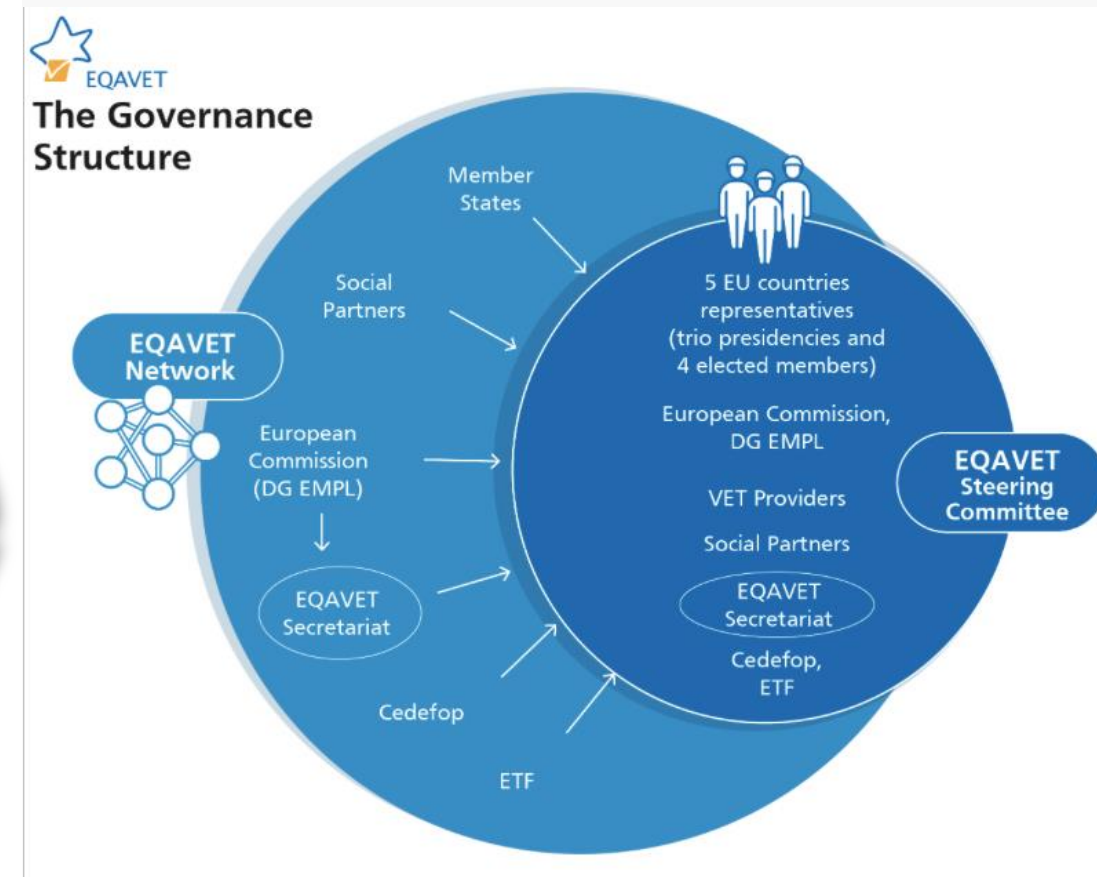 EQAVET
The Governance
Structure
Member
States
Social
Partners
EQAVET
Network
European
Commission
(DG EMPL)
EQAVET
Secretariat
Cedefop
ETF
5 EU countries
representatives
(trio presidencies and
4 elected members)
European Commission,
DG EMPL
VET Providers
Social Partners
EQAVET
Secretariat
Cedefop,
ETF
EQAVET
Steering
Committee